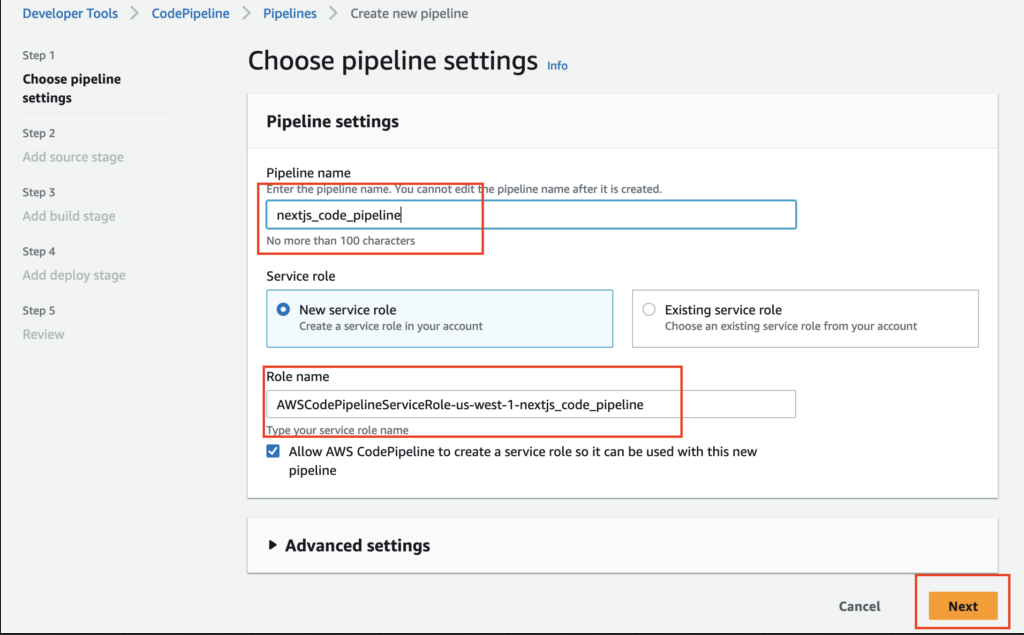 Developer Tools > CodePipeline > Pipelines > Create new pipeline
Step 1
Choose pipeline
settings
Step 2
Add source stage
Step 3
Add build stage
Step 4
Add deploy stage
Step 5
Review
Choose pipeline settings Info
Pipeline settings
Pipeline name
Enter the pipeline name. You cannot edit the pipeline name after it is created.
nextjs_code_pipeline
No more than 100 characters
Service role
New service role
Create a service role in your account
Existing service role
Choose an existing service role from your account
Role name
AWSCodePipelineServiceRole-us-west-1-nextjs_code_pipeline
Type your service role name
Allow AWS CodePipeline to create a service role so it can be used with this new
pipeline
Advanced settings
Cancel
Next